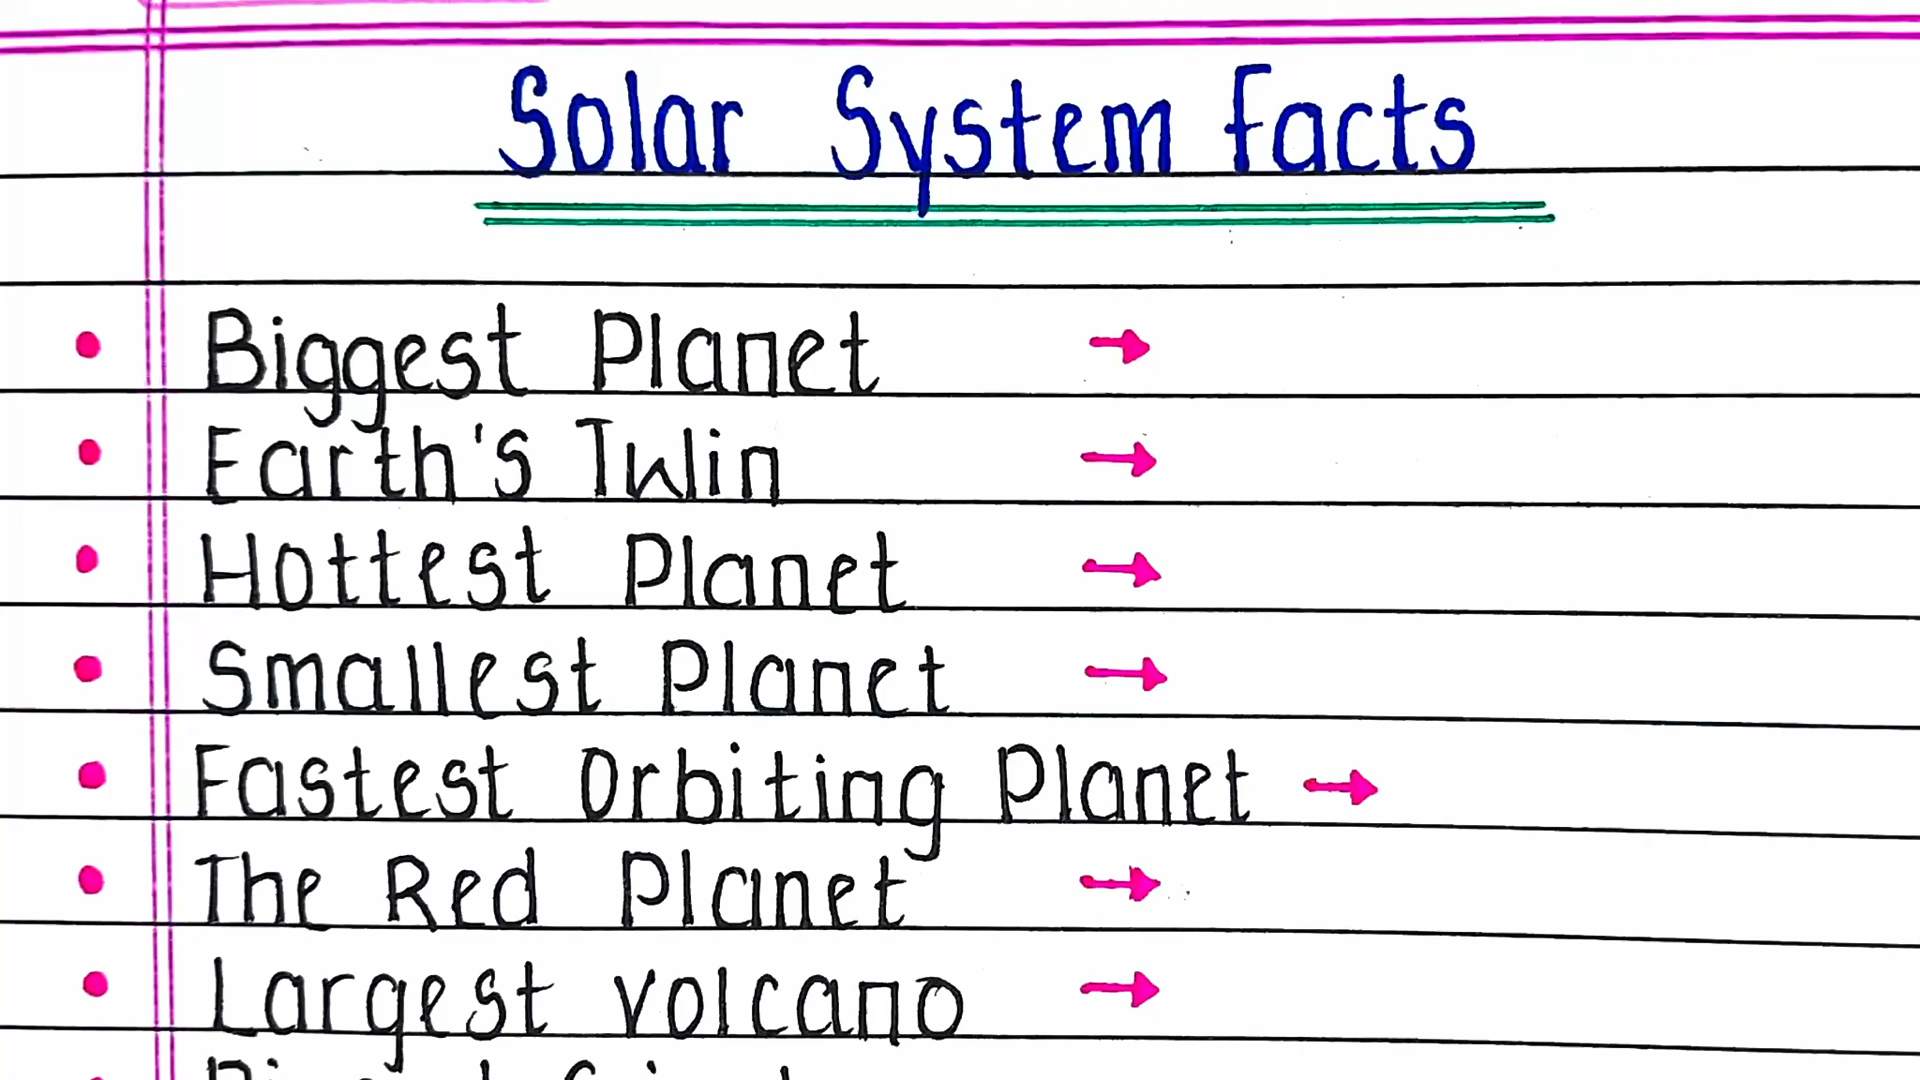 Solar System Facts
• Biggest Planet →
• Earth's Twin →
• Hottest Planet →
• Smallest Planet →
• Fastest Orbiting Planet →
• The Red Planet →
• Largest volcano →